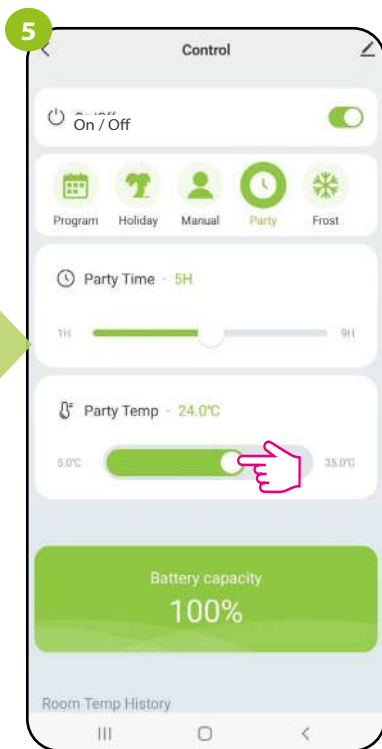 5
Control
On / Off
Program Holiday Manual Party Frost
Party Time - 5H
1H 9H
Party Temp - 24.0°C
5.0°C 35.0°C
Battery capacity
100%
Room Temp History